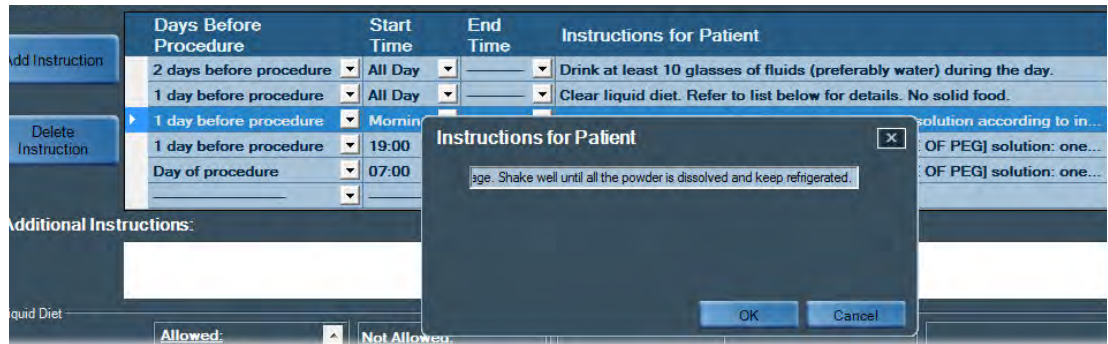 Days Before Procedure
Start Time
End Time
Instructions for Patient
Add Instruction
Delete Instruction
2 days before procedure All Day Drink at least 10 glasses of fluids (preferably water) during the day.
1 day before procedure All Day Clear liquid diet. Refer to list below for details. No solid food.
1 day before procedure Mornin solution according to in...
1 day before procedure 19:00 OF PEG] solution: one...
Day of procedure 07:00 OF PEG] solution: one...
Instructions for Patient
age. Shake well until all the powder is dissolved and keep refrigerated.
OK Cancel
Additional Instructions:
iquid Diet
Allowed: Not Allowed: